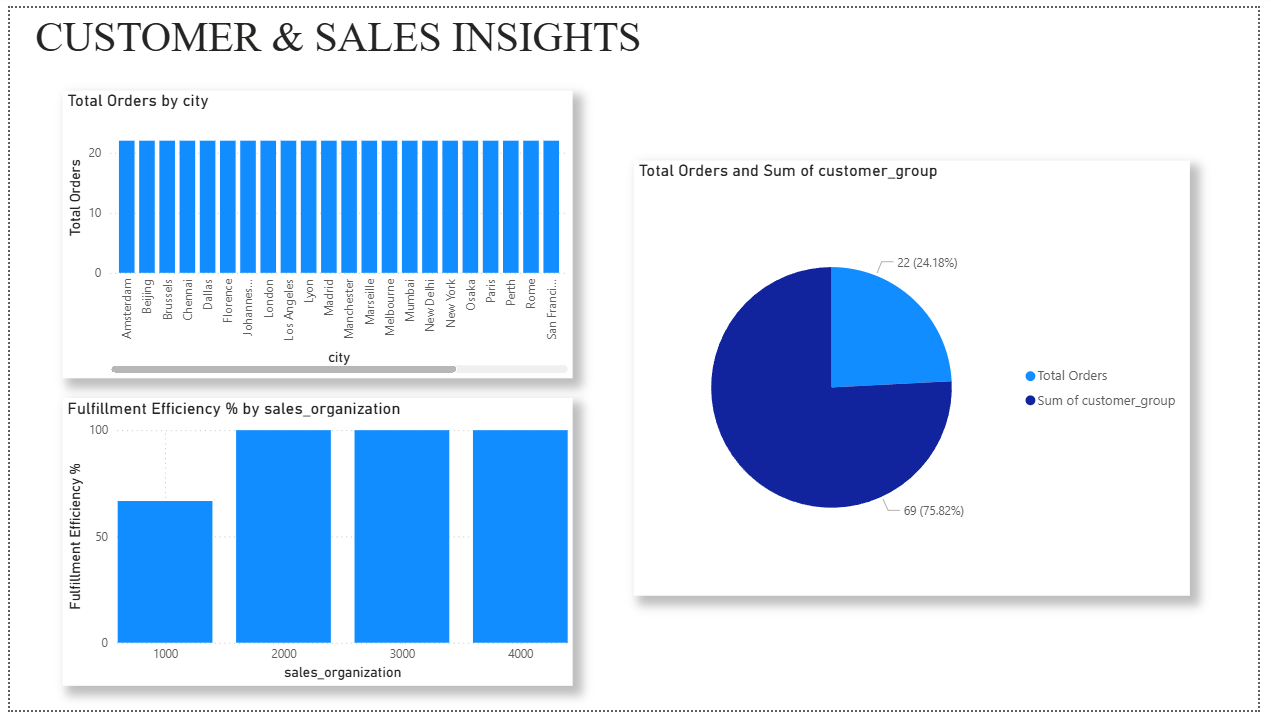 CUSTOMER & SALES INSIGHTS
Total Orders by city
Total Orders
20
10
0
Amsterdam
Beijing
Brussels
Chennai
Dallas
Florence
Johannes...
London
Los Angeles
Lyon
Madrid
Manchester
Marseille
Melbourne
Mumbai
New Delhi
New York
Osaka
Paris
Perth
Rome
San Franci...
city
Fulfillment Efficiency % by sales_organization
Fulfillment Efficiency %
100
50
0
1000
2000
3000
4000
sales_organization
Total Orders and Sum of customer_group
22 (24.18%)
69 (75.82%)
Total Orders
Sum of customer_group